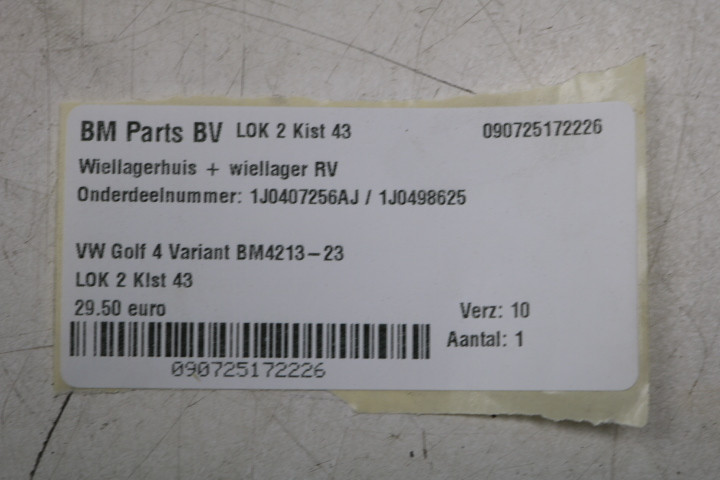 BM Parts BV LOK 2 Kist 43 090725172226
Wiellagerhuis + wiellager RV
Onderdeelnummer: 1J0407256AJ / 1J0498625
VW Golf 4 Variant BM4213-23
LOK 2 Kist 43
29.50 euro Verz: 10
Aantal: 1
090725172226